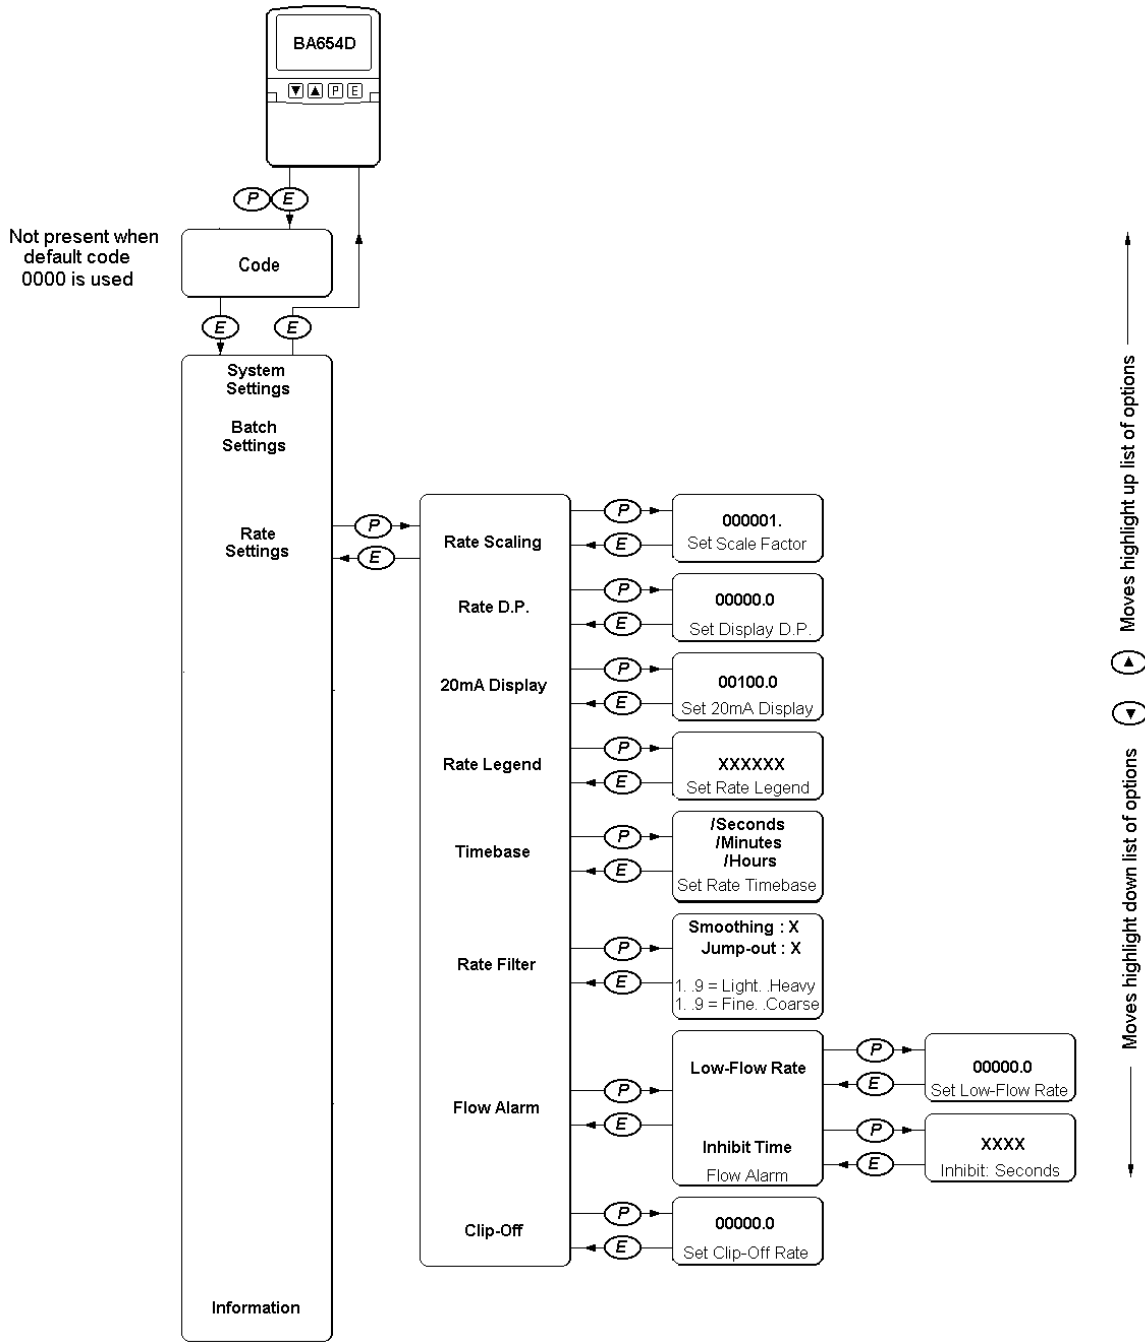 BA654D
P E
P E
Not present when
default code
0000 is used
Code
E E
System
Settings
Batch
Settings
Rate
Settings
P
E
Rate Scaling
P
E
000001.
Set Scale Factor
Rate D.P.
P
E
00000.0
Set Display D.P.
20mA Display
P
E
00100.0
Set 20mA Display
Rate Legend
P
E
XXXXXX
Set Rate Legend
Timebase
P
E
/Seconds
/Minutes
/Hours
Set Rate Timebase
Rate Filter
P
E
Smoothing : X
Jump-out : X
1. .9 = Light. .Heavy
1. .9 = Fine. .Coarse
Flow Alarm
P
E
Low-Flow Rate
P
E
00000.0
Set Low-Flow Rate
Inhibit Time
Flow Alarm
P
E
XXXX
Inhibit: Seconds
Clip-Off
P
E
00000.0
Set Clip-Off Rate
Information
Moves highlight up list of options
Moves highlight down list of options